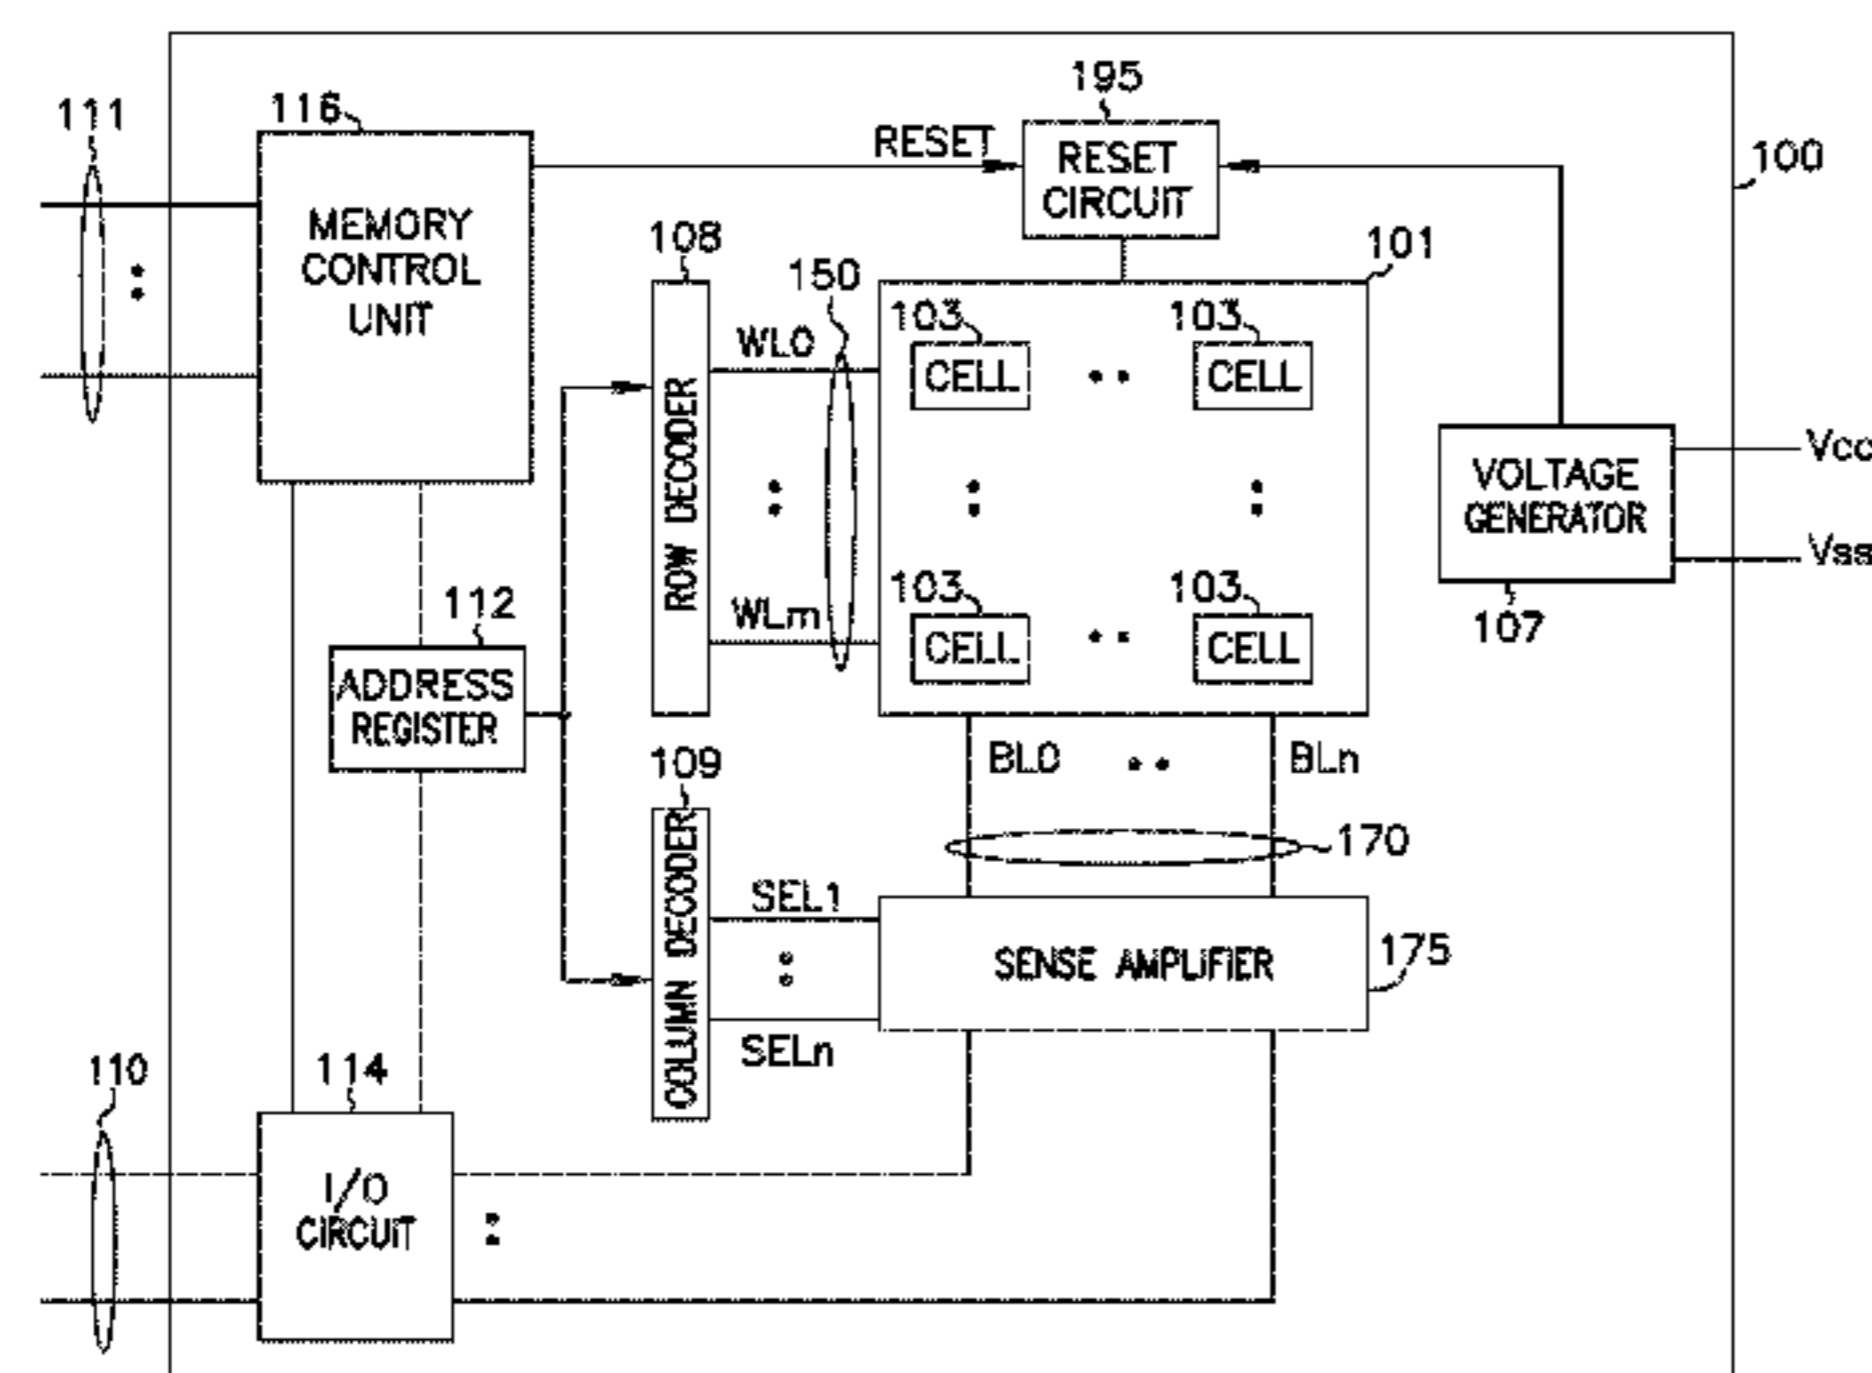 195
116
111
RESET
RESET
CIRCUIT
100
MEMORY
CONTROL
UNIT
108
101
150
103
103
WL0
CELL
CELL
ROW DECODER
Vcc
VOLTAGE
GENERATOR
Vss
103
103
112
WLm
107
CELL
CELL
ADDRESS
REGISTER
109
BL0
BLn
170
COLUMN DECODER
SEL1
SENSE AMPLIFIER
175
SELn
110
114
I/O
CIRCUIT